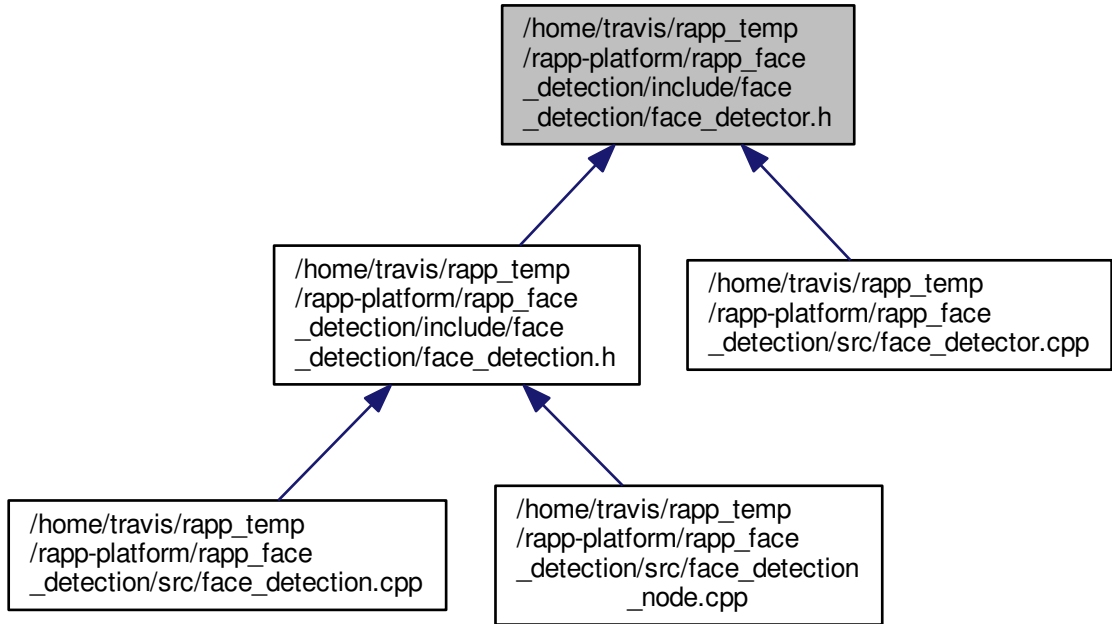 /home/travis/rapp_temp
/rapp-platform/rapp_face
_detection/include/face
_detection/face_detector.h
/home/travis/rapp_temp
/rapp-platform/rapp_face
_detection/include/face
_detection/face_detection.h
/home/travis/rapp_temp
/rapp-platform/rapp_face
_detection/src/face_detector.cpp
/home/travis/rapp_temp
/rapp-platform/rapp_face
_detection/src/face_detection.cpp
/home/travis/rapp_temp
/rapp-platform/rapp_face
_detection/src/face_detection
_node.cpp